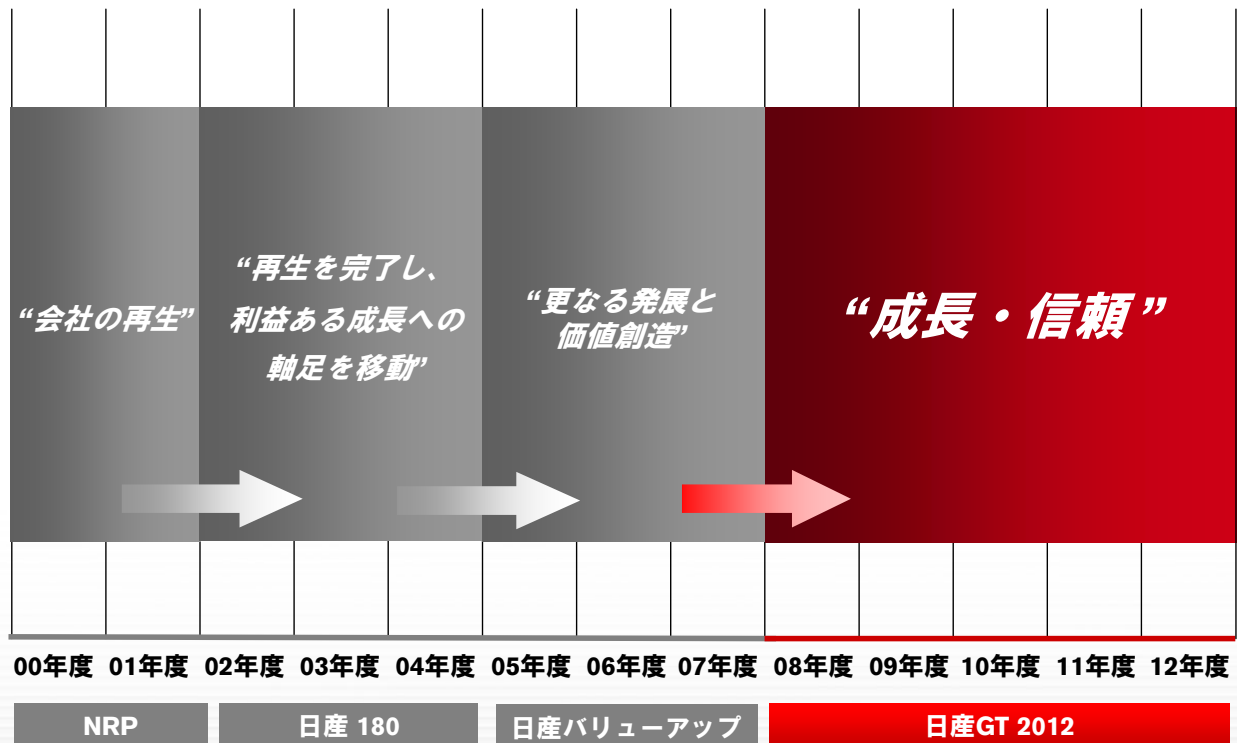 “会社の再生”
“再生を完了し、
利益ある成長への
軸足を移動”
“更なる発展と
価値創造”
“成長・信頼”
00年度 01年度 02年度 03年度 04年度 05年度 06年度 07年度 08年度 09年度 10年度 11年度 12年度
NRP 日産 180 日産バリューアップ 日産GT 2012